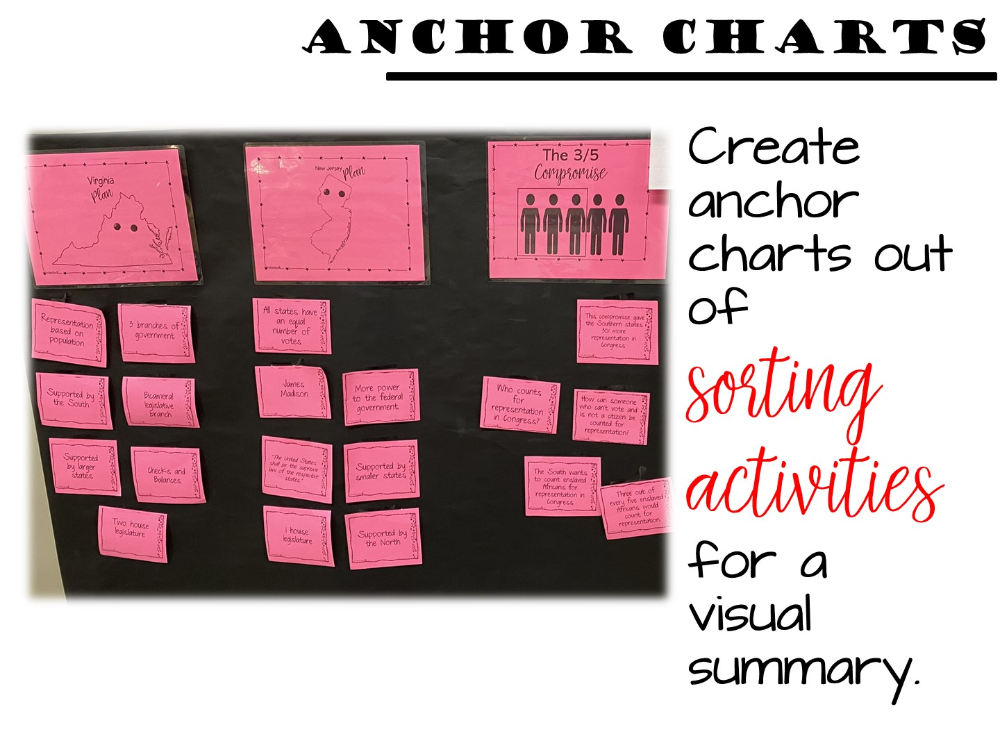 ANCHOR CHARTS
Create
anchor
charts out
of
sorting
activities
for a
visual
summary.
Virginia
Plan
New Jersey Plan
The 3/5
Compromise
Representation
based on
population
3 branches of
government
Supported by
the South
Bicameral
legislative
branch
Supported
by larger
states
Checks and
Balances
Two house
legislature
All states have
an equal
number of
votes
James
Madison
More power
to the federal
government.
"The United States
shall be the supreme
law of the respective
states."
Supported by
smaller states
1 house
legislature
Supported by
the North
This compromise gave
the Southern states
30% more
representation in
Congress
Who counts
for
representation
in Congress?
How can someone
who can't vote and
is not a citizen be
counted for
representation?
The South wants
to count enslaved
Africans for
representation in
Congress
Three out of
every five enslaved
Africans would
count for
representation.